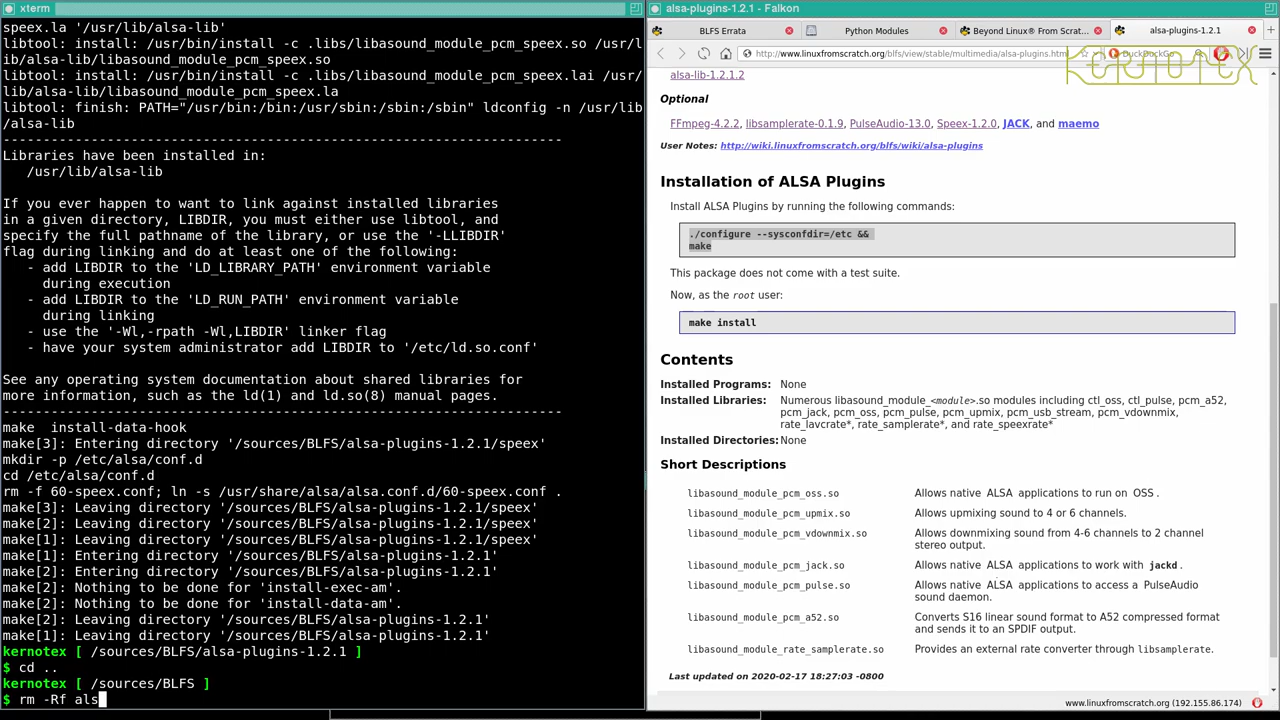 xterm
speex.la '/usr/lib/alsa-lib'
libtool: install: /usr/bin/install -c .libs/libasound_module_pcm_speex.so /usr/l
ib/alsa-lib/libasound_module_pcm_speex.so
libtool: install: /usr/bin/install -c .libs/libasound_module_pcm_speex.lai /usr/
lib/alsa-lib/libasound_module_pcm_speex.la
libtool: finish: PATH="/usr/bin:/bin:/usr/sbin:/sbin:/sbin" ldconfig -n /usr/lib
/alsa-lib
----------------------------------------------------------------------
Libraries have been installed in:
   /usr/lib/alsa-lib
If you ever happen to want to link against installed libraries
in a given directory, LIBDIR, you must either use libtool, and
specify the full pathname of the library, or use the '-LLIBDIR'
flag during linking and do at least one of the following:
   - add LIBDIR to the 'LD_LIBRARY_PATH' environment variable
     during execution
   - add LIBDIR to the 'LD_RUN_PATH' environment variable
     during linking
   - use the '-Wl,-rpath -Wl,LIBDIR' linker flag
   - have your system administrator add LIBDIR to '/etc/ld.so.conf'
See any operating system documentation about shared libraries for
more information, such as the ld(1) and ld.so(8) manual pages.
----------------------------------------------------------------------
make  install-data-hook
make[3]: Entering directory '/sources/BLFS/alsa-plugins-1.2.1/speex'
mkdir -p /etc/alsa/conf.d
cd /etc/alsa/conf.d
rm -f 60-speex.conf; ln -s /usr/share/alsa/alsa.conf.d/60-speex.conf .
make[3]: Leaving directory '/sources/BLFS/alsa-plugins-1.2.1/speex'
make[2]: Leaving directory '/sources/BLFS/alsa-plugins-1.2.1/speex'
make[1]: Leaving directory '/sources/BLFS/alsa-plugins-1.2.1/speex'
make[1]: Entering directory '/sources/BLFS/alsa-plugins-1.2.1'
make[2]: Entering directory '/sources/BLFS/alsa-plugins-1.2.1'
make[2]: Nothing to be done for 'install-exec-am'.
make[2]: Nothing to be done for 'install-data-am'.
make[2]: Leaving directory '/sources/BLFS/alsa-plugins-1.2.1'
make[1]: Leaving directory '/sources/BLFS/alsa-plugins-1.2.1'
kernotex [ /sources/BLFS/alsa-plugins-1.2.1 ]
$ cd ..
kernotex [ /sources/BLFS ]
$ rm -Rf als
alsa-plugins-1.2.1 - Falkon
BLFS Errata
Python Modules
Beyond Linux® From Scrat...
alsa-plugins-1.2.1
http://www.linuxfromscratch.org/blfs/view/stable/multimedia/alsa-plugins.html
DuckDuckGo
KERNOTEX
alsa-lib-1.2.1.2
Optional
FFmpeg-4.2.2, libsamplerate-0.1.9, PulseAudio-13.0, Speex-1.2.0, JACK, and maemo
User Notes: http://wiki.linuxfromscratch.org/blfs/wiki/alsa-plugins
Installation of ALSA Plugins
Install ALSA Plugins by running the following commands:
./configure --sysconfdir=/etc &&
make
This package does not come with a test suite.
Now, as the root user:
make install
Contents
Installed Programs: None
Installed Libraries: Numerous libasound_module_<module>.so modules including ctl_oss, ctl_pulse, pcm_a52,
pcm_jack, pcm_oss, pcm_pulse, pcm_upmix, pcm_usb_stream, pcm_vdownmix,
rate_lavcrate*, rate_samplerate*, and rate_speexrate*
Installed Directories: None
Short Descriptions
libasound_module_pcm_oss.so Allows native ALSA applications to run on OSS.
libasound_module_pcm_upmix.so Allows upmixing sound to 4 or 6 channels.
libasound_module_pcm_vdownmix.so Allows downmixing sound from 4-6 channels to 2 channel
stereo output.
libasound_module_pcm_jack.so Allows native ALSA applications to work with jackd.
libasound_module_pcm_pulse.so Allows native ALSA applications to access a PulseAudio
sound daemon.
libasound_module_pcm_a52.so Converts S16 linear sound format to A52 compressed format
and sends it to an SPDIF output.
libasound_module_rate_samplerate.so Provides an external rate converter through libsamplerate.
Last updated on 2020-02-17 18:27:03 -0800
www.linuxfromscratch.org (192.155.86.174)